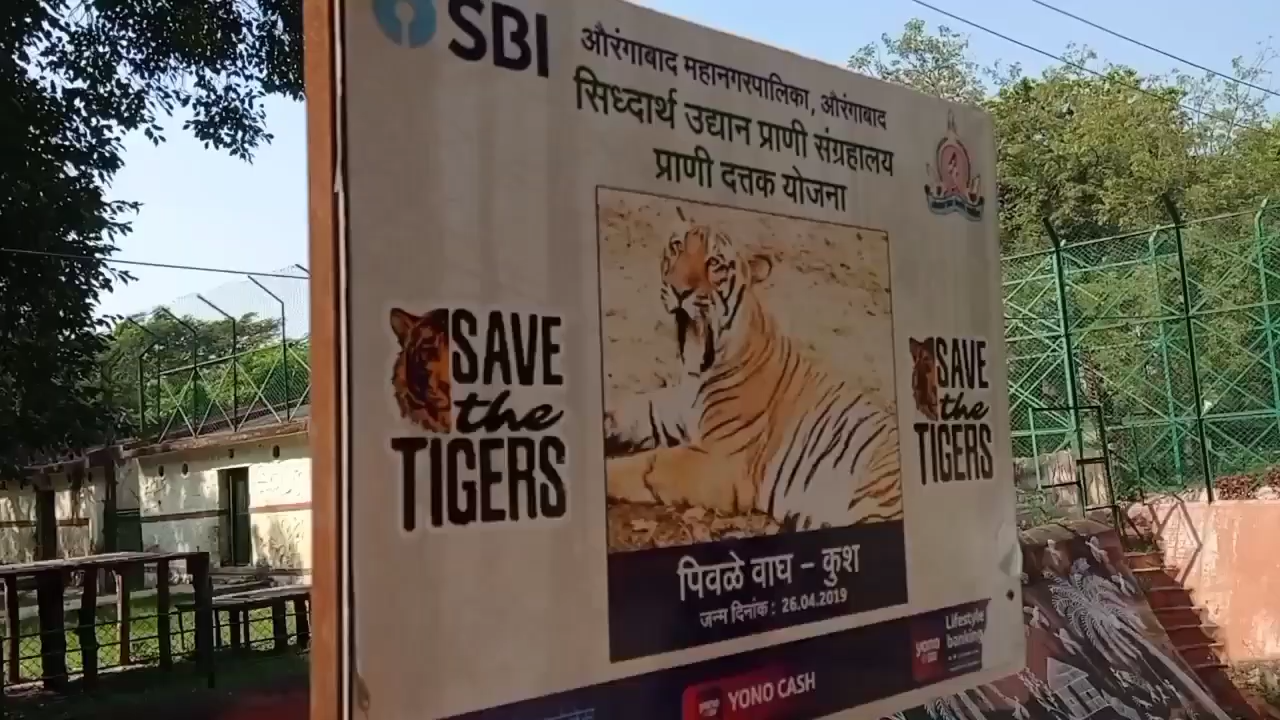 SBI
औरंगाबाद महानगरपालिका, औरंगाबाद
सिध्दार्थ उद्यान प्राणी संग्रहालय
प्राणी दत्तक योजना
SAVE
the
TIGERS
SAVE
the
TIGERS
पिवळे वाघ – कुश
जन्म दिनांक : 26.04.2019
YONO CASH
yono
Lifestyle
banking